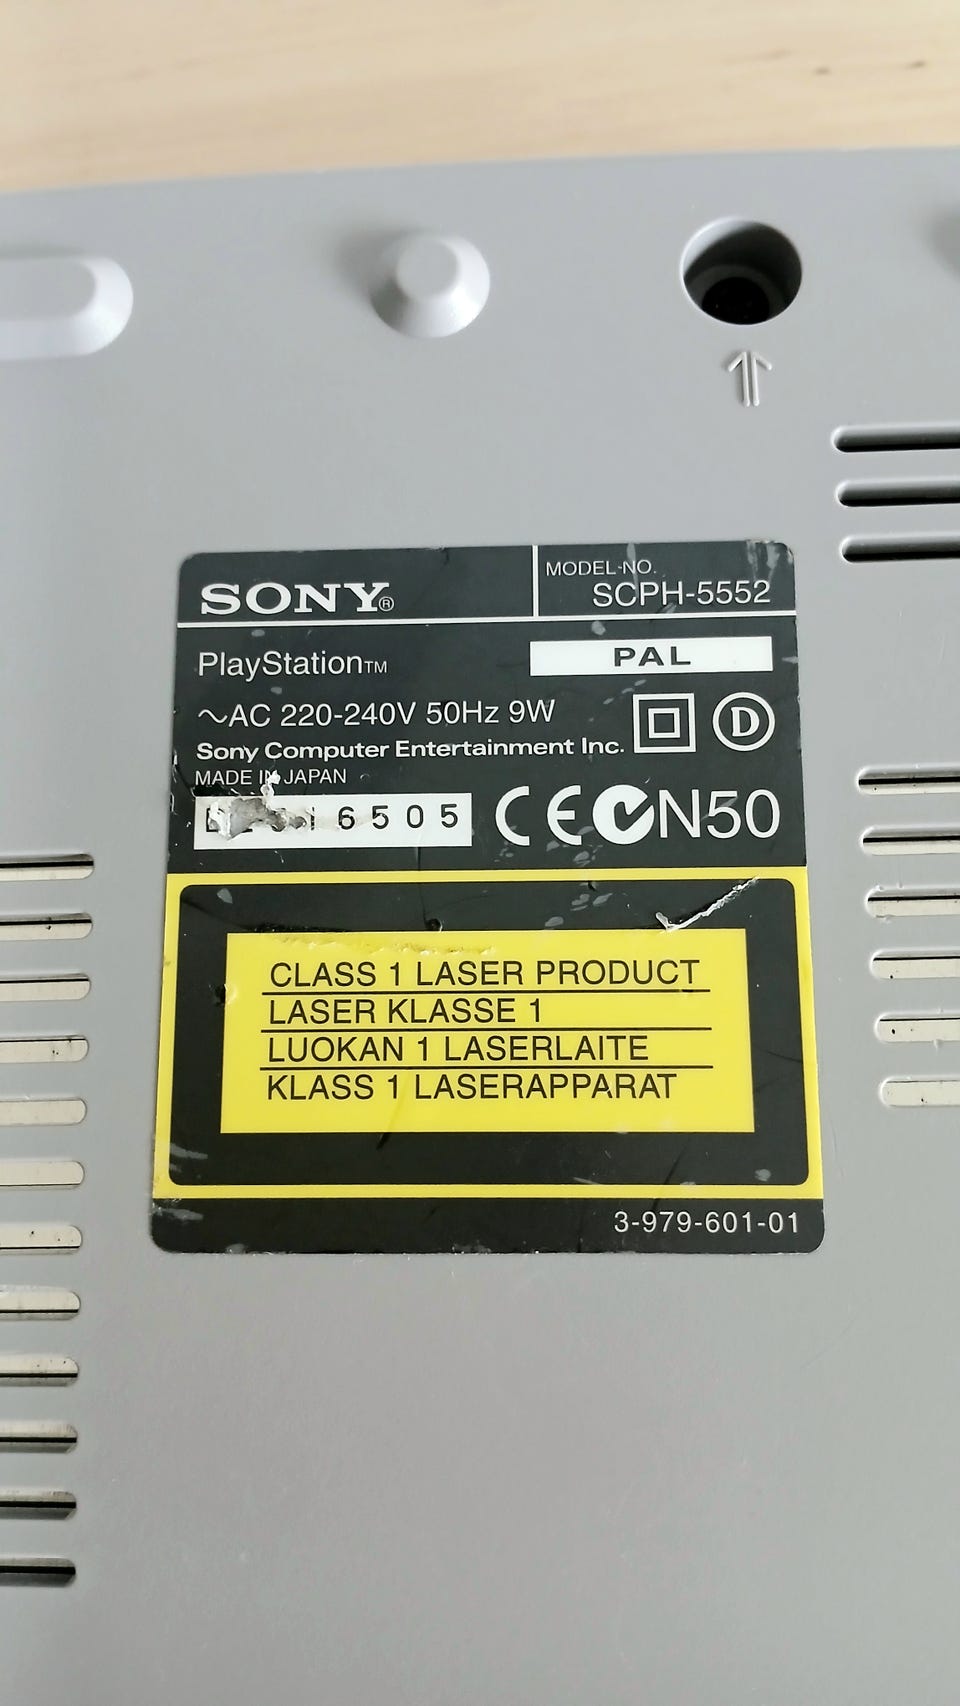 SONY®
MODEL-NO.
SCPH-5552
PlayStation™
PAL
~AC 220-240V 50Hz 9W
D
Sony Computer Entertainment Inc.
MADE IN JAPAN
6505
CE N50
CLASS 1 LASER PRODUCT
LASER KLASSE 1
LUOKAN 1 LASERLAITE
KLASS 1 LASERAPPARAT
3-979-601-01